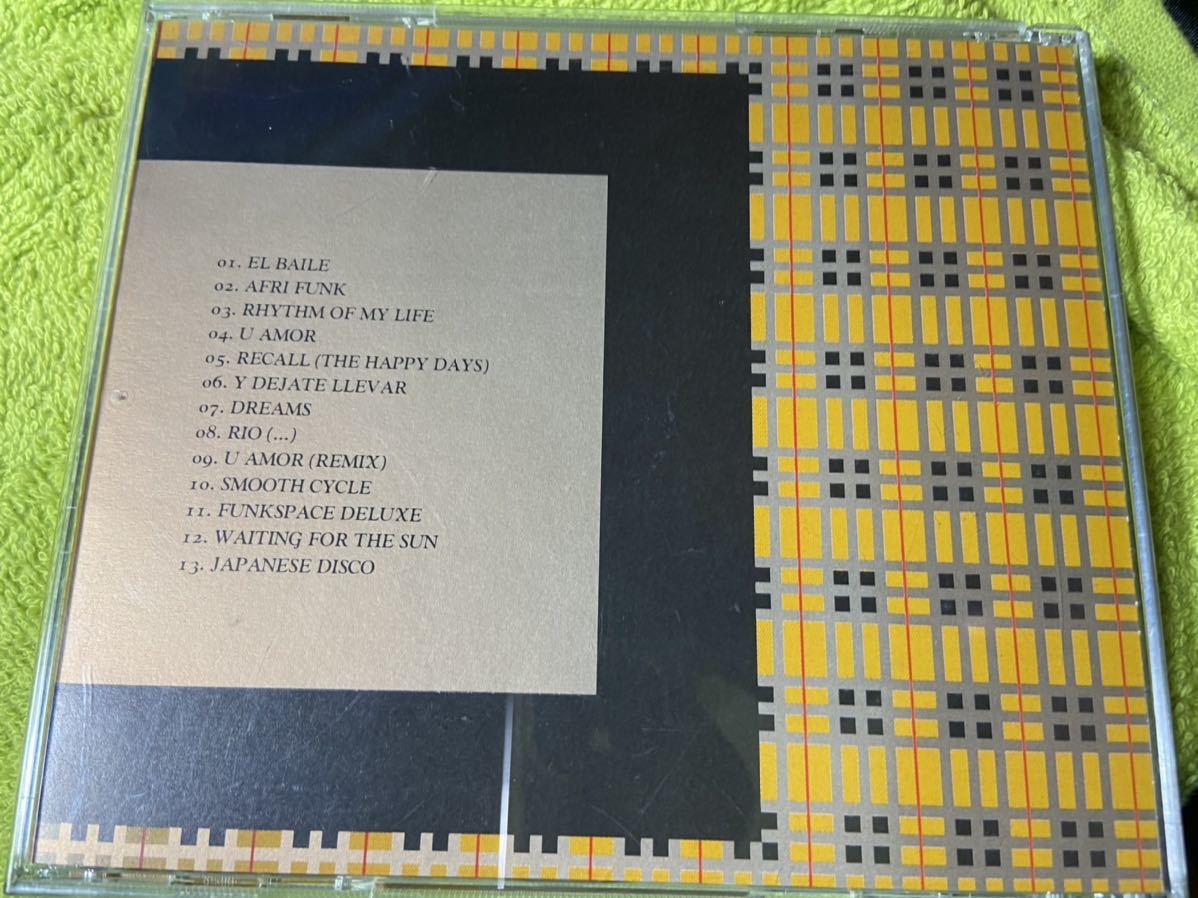 01. EL BAILE
02. AFRI FUNK
03. RHYTHM OF MY LIFE
04. U AMOR
05. RECALL (THE HAPPY DAYS)
06. Y DEJATE LLEVAR
07. DREAMS
08. RIO (...)
09. U AMOR (REMIX)
10. SMOOTH CYCLE
11. FUNKSPACE DELUXE
12. WAITING FOR THE SUN
13. JAPANESE DISCO